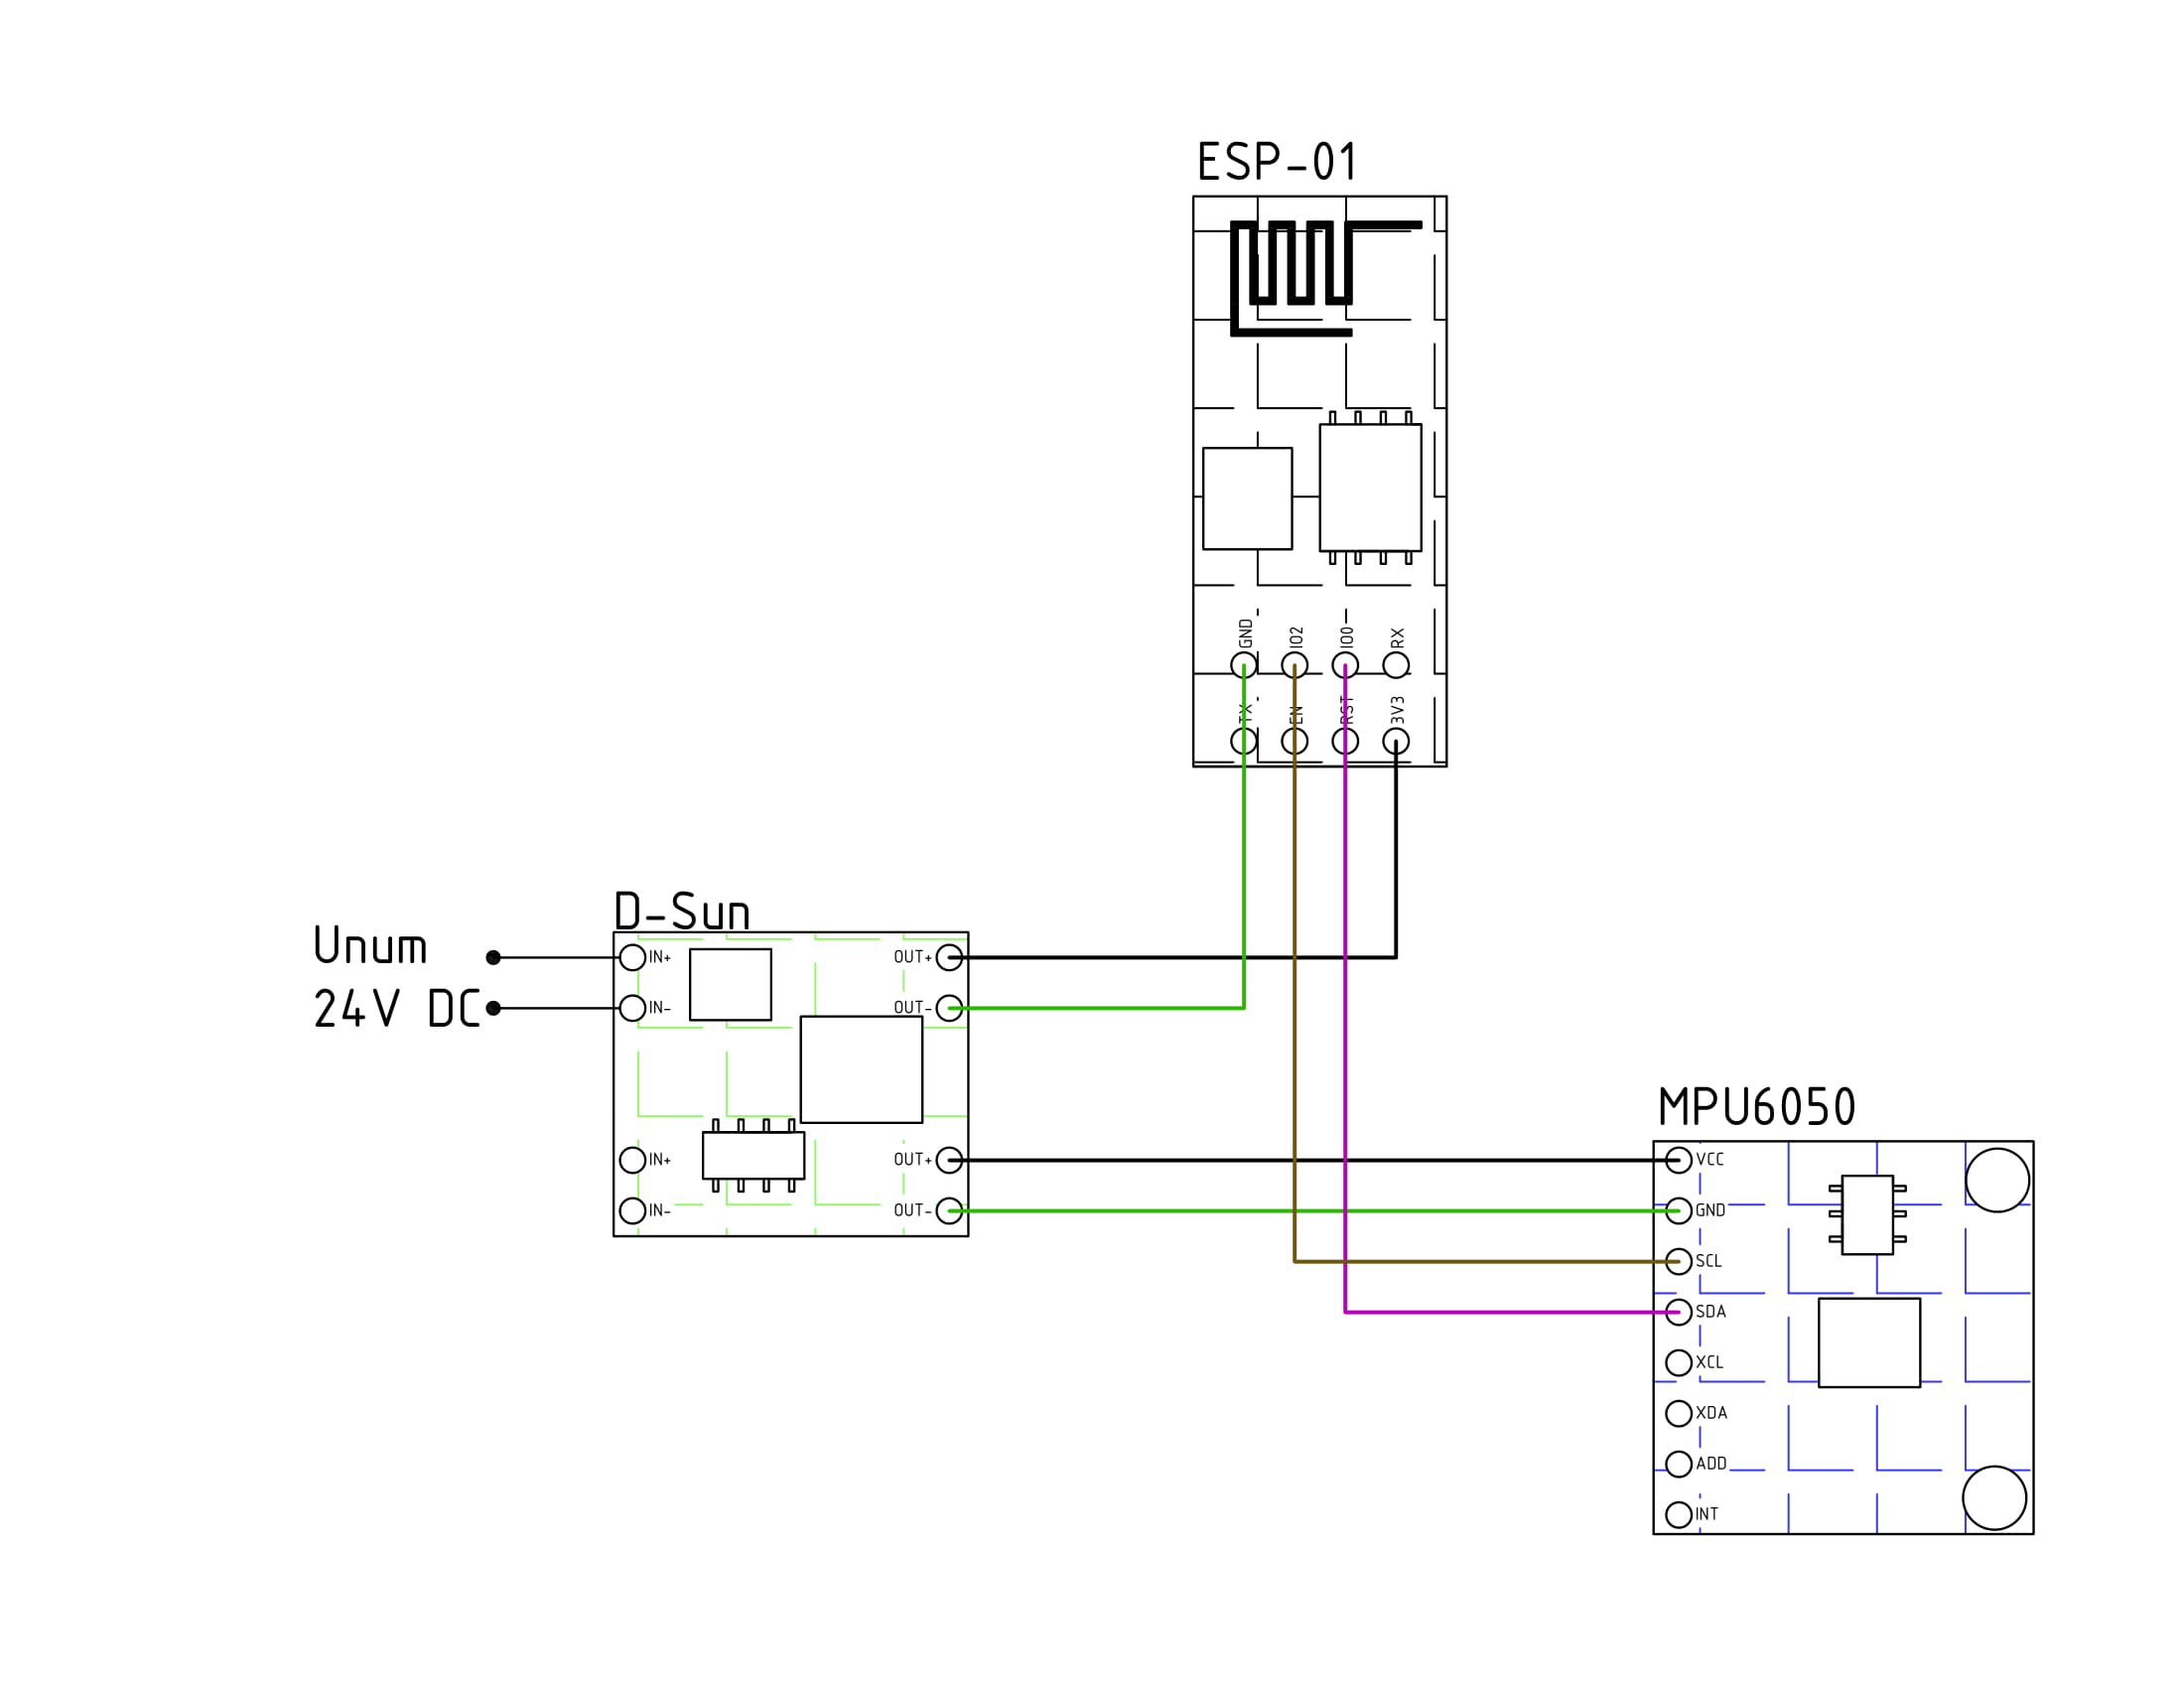 ESP-01
GND
IO2
IO0
RX
TX
EN
RST
3V3
D-Sun
Unum
24V DC
IN+
OUT+
IN-
OUT-
IN+
OUT+
IN-
OUT-
MPU6050
VCC
GND
SCL
SDA
XCL
XDA
ADD
INT